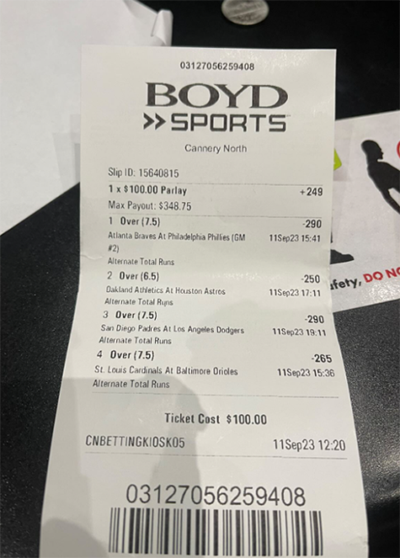 03127056259408
BOYD
>>SPORTS
Cannery North
Slip ID: 15640815
1 x $100.00 Parlay +249
Max Payout: $348.75
1 Over (7.5) -290
Atlanta Braves At Philadelphia Phillies (GM 11Sep23 15:41
#2)
Alternate Total Runs
2 Over (6.5) -250
Oakland Athletics At Houston Astros 11Sep23 17:11
Alternate Total Runs
3 Over (7.5) -290
San Diego Padres At Los Angeles Dodgers 11Sep23 19:11
Alternate Total Runs
4 Over (7.5) -265
St. Louis Cardinals At Baltimore Orioles 11Sep23 15:36
Alternate Total Runs
Ticket Cost $100.00
CNBETTINGKIOSK05 11Sep23 12:20
03127056259408
afety, DO NO